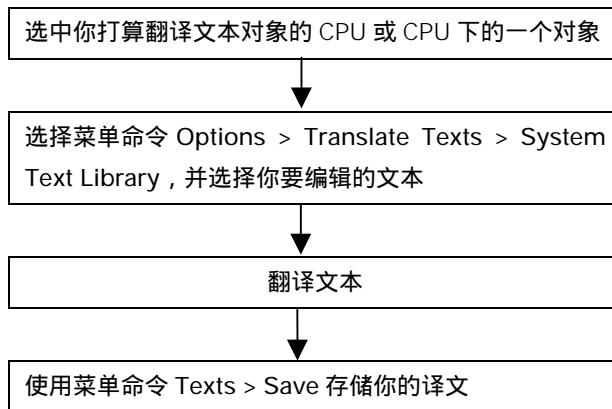 选中你打算翻译文本对象的 CPU 或 CPU 下的一个对象
选择菜单命令 Options > Translate Texts > System
Text Library，并选择你要编辑的文本
翻译文本
使用菜单命令 Texts > Save 存储你的译文